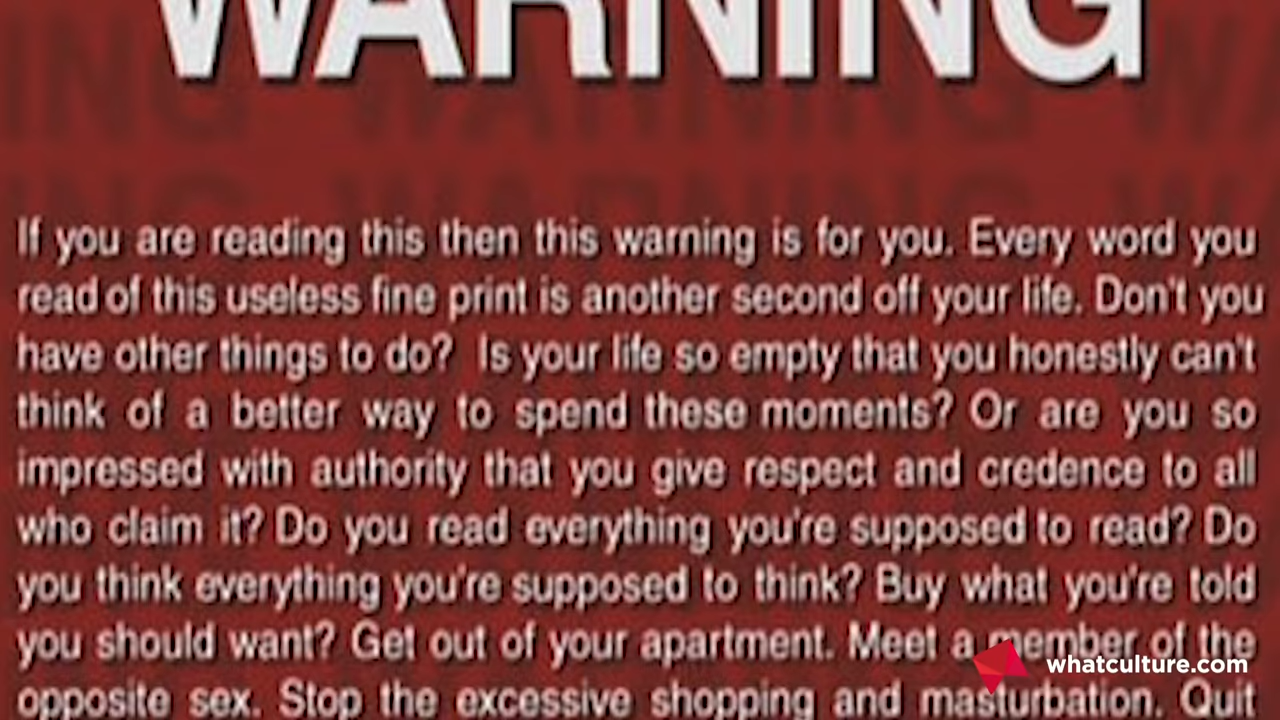 WARNING
If you are reading this then this warning is for you. Every word you
read of this useless fine print is another second off your life. Don't you
have other things to do? Is your life so empty that you honestly can't
think of a better way to spend these moments? Or are you so
impressed with authority that you give respect and credence to all
who claim it? Do you read everything you're supposed to read? Do
you think everything you're supposed to think? Buy what you're told
you should want? Get out of your apartment. Meet a member of the
opposite sex. Stop the excessive shopping and masturbation. Quit
whatculture.com